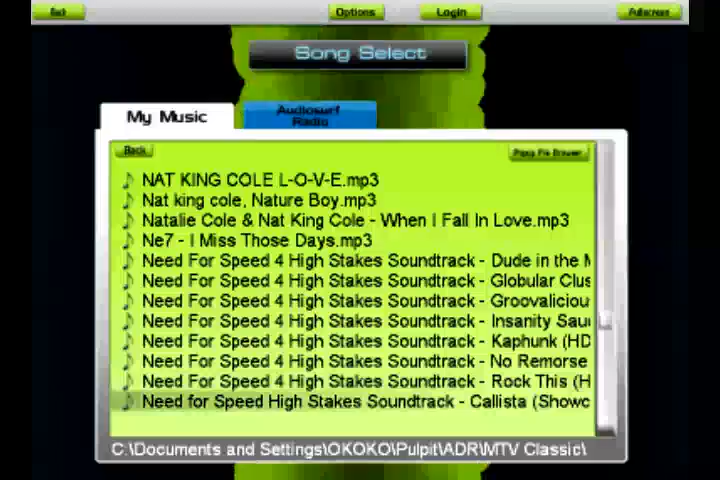 Back Options Login Fullscreen
Song Select
My Music
Audiosurf
Radio
Back Popup File Browser
NAT KING COLE L-O-V-E.mp3
Nat king cole, Nature Boy.mp3
Natalie Cole & Nat King Cole - When I Fall In Love.mp3
Ne7 - I Miss Those Days.mp3
Need For Speed 4 High Stakes Soundtrack - Dude in the M
Need For Speed 4 High Stakes Soundtrack - Globular Clus
Need For Speed 4 High Stakes Soundtrack - Groovaliciou
Need For Speed 4 High Stakes Soundtrack - Insanity Sau
Need For Speed 4 High Stakes Soundtrack - Kaphunk (HD
Need For Speed 4 High Stakes Soundtrack - No Remorse
Need For Speed 4 High Stakes Soundtrack - Rock This (H
Need for Speed High Stakes Soundtrack - Callista (Showc
C:\Documents and Settings\OKOKO\Pulpit\ADR\MTV Classic\